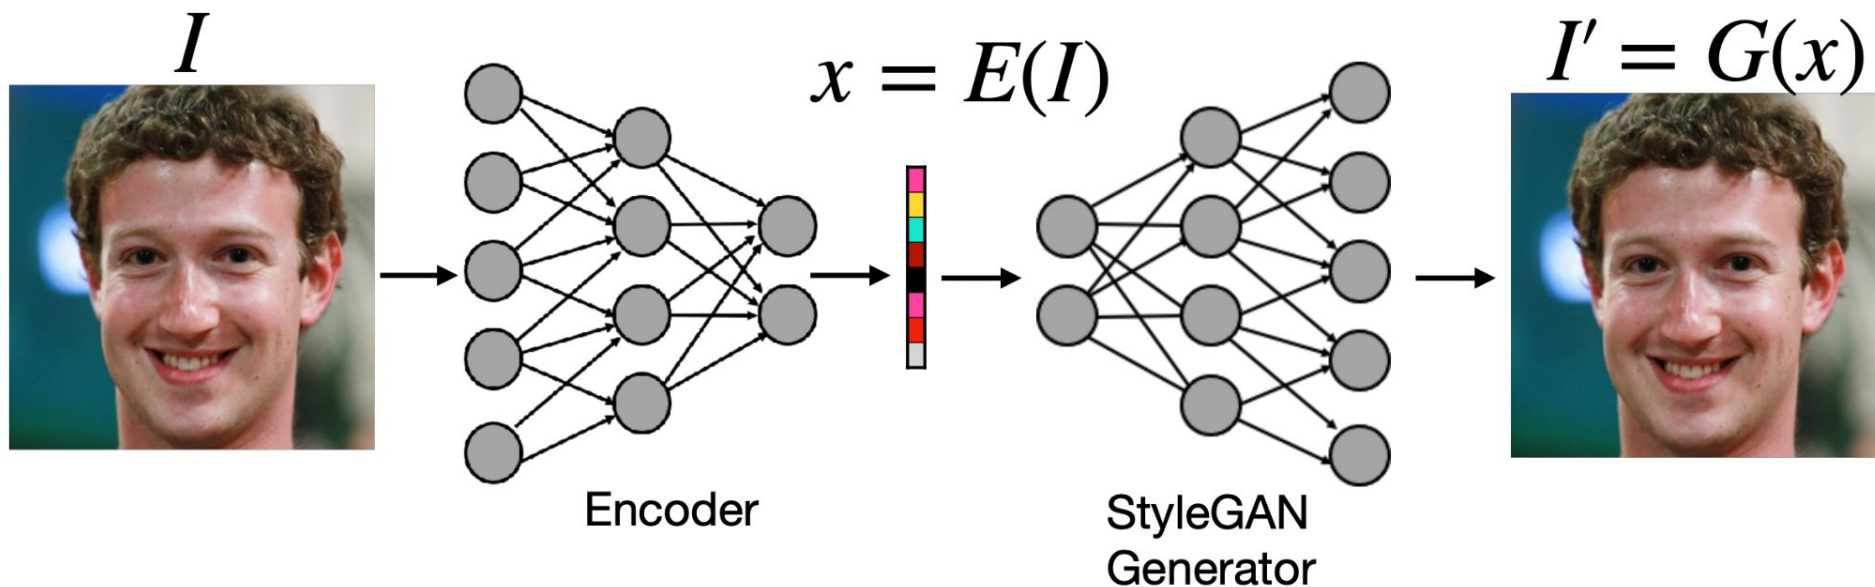 I
x = E(I)
I′ = G(x)
Encoder
StyleGAN
Generator